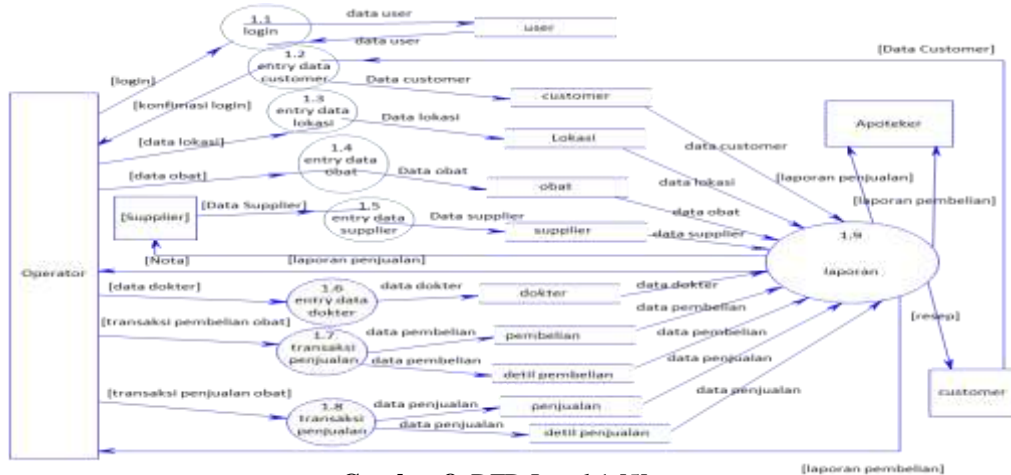 1.1
login
data user
user
data user
1.2
entry data
customer
[Data Customer]
[login]
Data customer
customer
[konfimasi login]
1.3
entry data
lokasi
Data lokasi
Lokasi
Apoteker
[data lokasi]
data customer
1.4
entry data
obat
Data obat
obat
[data obat]
data lokasi
[laporan penjualan]
[Supplier]
[Data Supplier]
1.5
entry data
supplier
Data supplier
supplier
data obat
data supplier
[laporan pembelian]
1.9
laporan
[Nota]
[laporan penjualan]
Operator
[data dokter]
1.6
entry data
dokter
data dokter
dokter
data dokter
data pembelian
[transaksi pembelian obat]
1.7.
transaksi
penjualan
data pembelian
pembelian
data pembelian
[resep]
data pembelian
detil pembelian
data penjualan
data penjualan
customer
[transaksi penjualan obat]
1.8
transaksi
penjualan
data penjualan
penjualan
data penjualan
detil penjualan
[laporan pembelian]